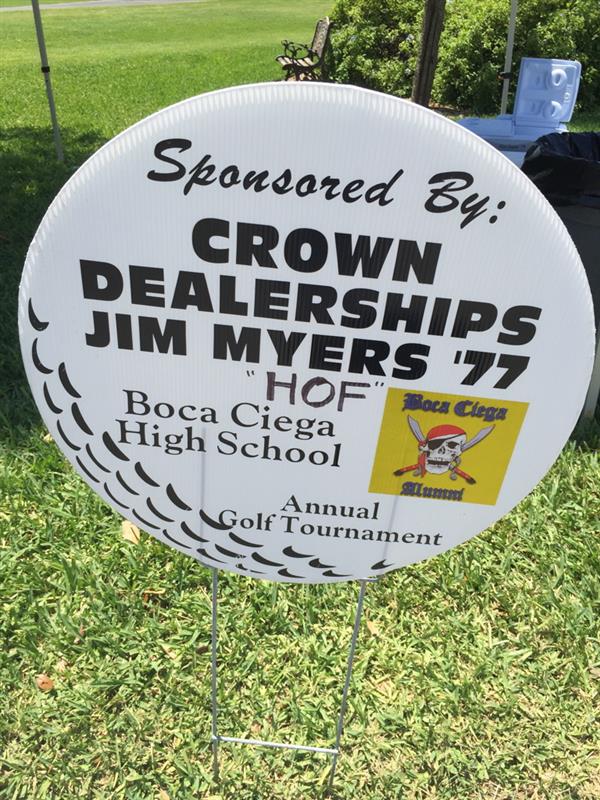 Sponsored By:
CROWN
DEALERSHIPS
JIM MYERS '77
"HOF"
Boca Ciega
High School
Boca Ciega
Alumni
Annual
Golf Tournament